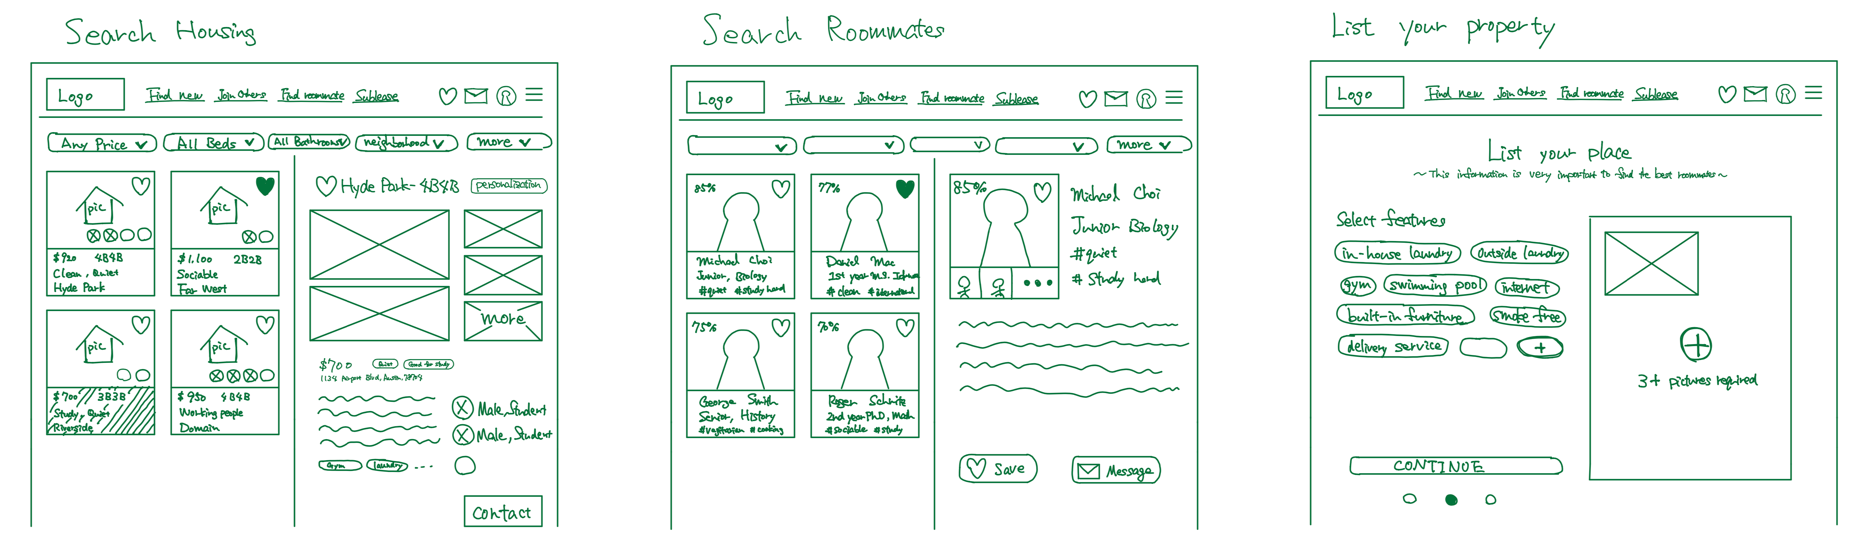 Search Housing
Logo
Find new Join Others Find roommate Sublease
R
Any Price
All Beds
All Bathrooms
neighborhood
more
pic
$920 4B4B
Clean, Quiet
Hyde Park
pic
$1,100 2B2B
Sociable
Far West
pic
$700 3B3B
Study, Quiet
Riverside
pic
$950 4B4B
Working people
Domain
Hyde Park - 4B4B
personalization
more
$700
Quiet
Good for study
Airport Blvd, Austin,
Male, Student
Male, Student
Gym
laundry
Contact
Search Roommates
Logo
Find new Join Others Find roommate Sublease
R
more
85%
Michael Choi
Junior, Biology
#quiet #study hard
77%
Daniel Mac
1st year M.S.
#clean #international
75%
George Smith
Senior, History
#vegetarian #cooking
70%
Roger
2nd year PhD, Math
#sociable #study
85%
Michael Choi
Junior Biology
#quiet
# Study hard
Save
Message
List your property
Logo
Find new Join Others Find roommate Sublease
R
List your place
~This information is very important to find the best roommates~
Select features
in-house laundry
outside laundry
gym
swimming pool
internet
built-in furniture
smoke free
delivery service
+
CONTINUE
+
3+ pictures required